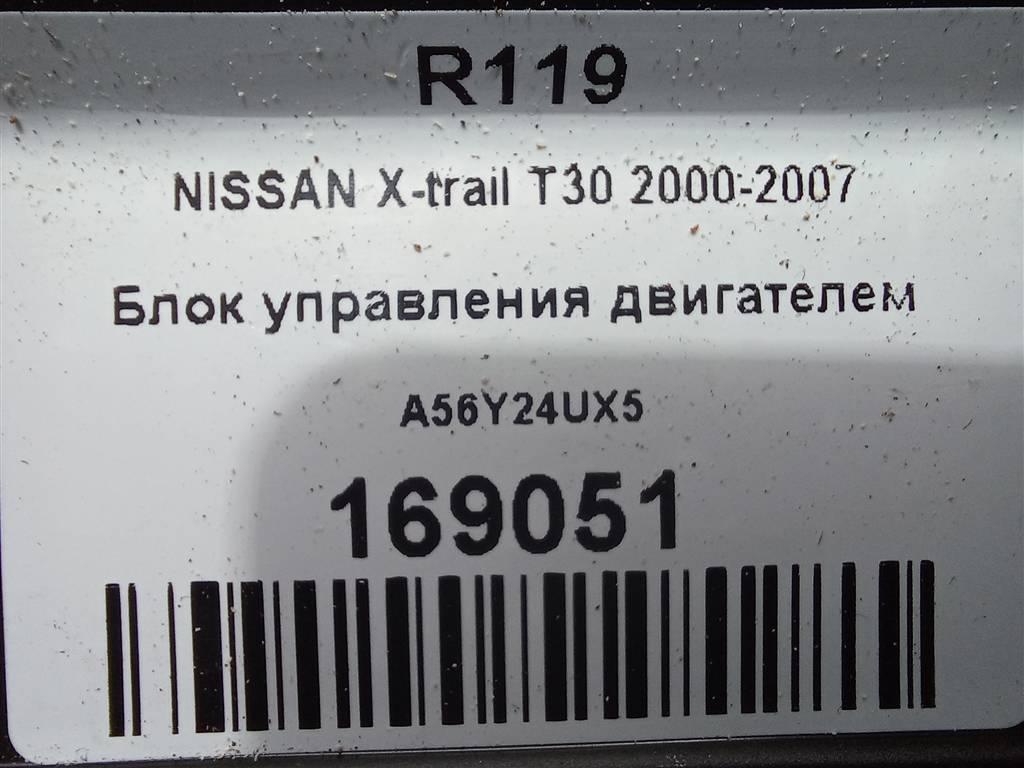 R119
NISSAN X-trail T30 2000-2007
Блок управления двигателем
A56Y24UX5
169051